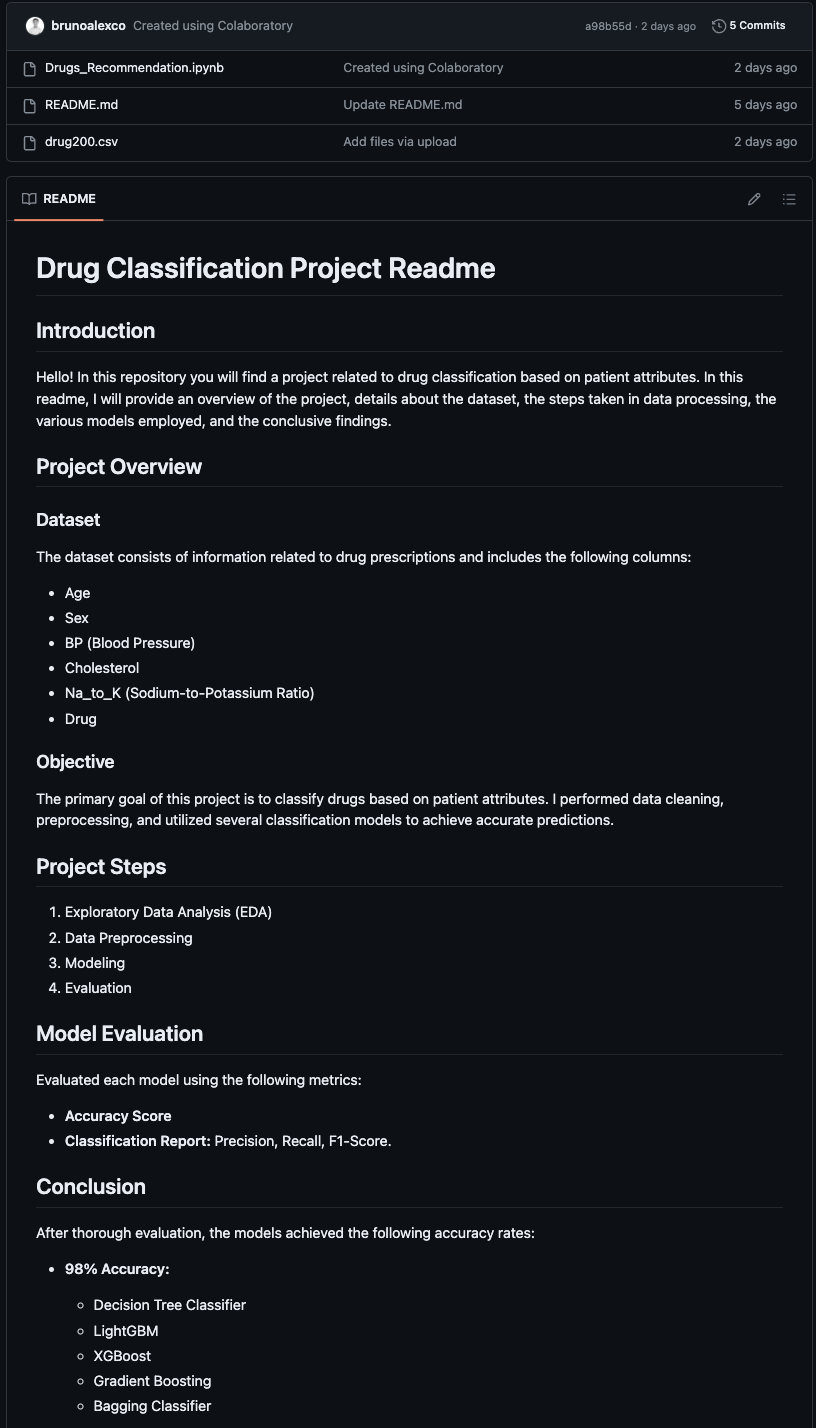 brunoalexco Created using Colaboratory a98b55d · 2 days ago 5 Commits
Drugs_Recommendation.ipynb Created using Colaboratory 2 days ago
README.md Update README.md 5 days ago
drug200.csv Add files via upload 2 days ago
README
Drug Classification Project Readme
Introduction
Hello! In this repository you will find a project related to drug classification based on patient attributes. In this
readme, I will provide an overview of the project, details about the dataset, the steps taken in data processing, the
various models employed, and the conclusive findings.
Project Overview
Dataset
The dataset consists of information related to drug prescriptions and includes the following columns:
• Age
• Sex
• BP (Blood Pressure)
• Cholesterol
• Na_to_K (Sodium-to-Potassium Ratio)
• Drug
Objective
The primary goal of this project is to classify drugs based on patient attributes. I performed data cleaning,
preprocessing, and utilized several classification models to achieve accurate predictions.
Project Steps
1. Exploratory Data Analysis (EDA)
2. Data Preprocessing
3. Modeling
4. Evaluation
Model Evaluation
Evaluated each model using the following metrics:
• Accuracy Score
• Classification Report: Precision, Recall, F1-Score.
Conclusion
After thorough evaluation, the models achieved the following accuracy rates:
• 98% Accuracy:
◦ Decision Tree Classifier
◦ LightGBM
◦ XGBoost
◦ Gradient Boosting
◦ Bagging Classifier